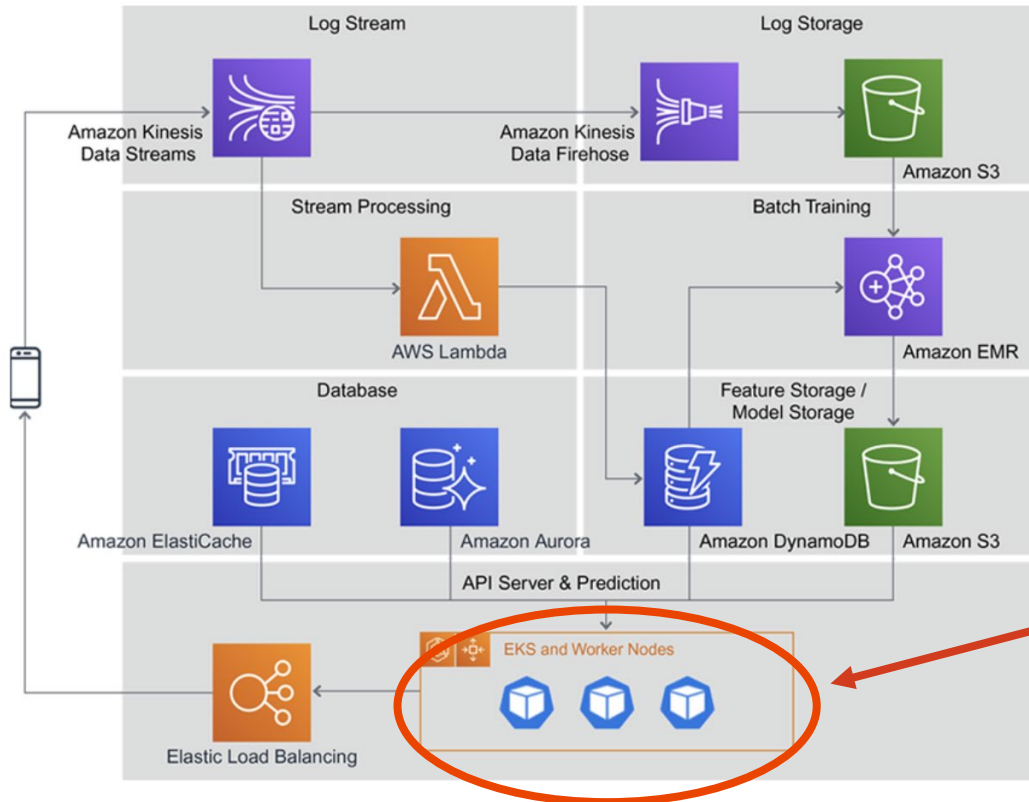 Log Stream
Log Storage
Amazon Kinesis
Data Streams
Amazon Kinesis
Data Firehose
Amazon S3
Stream Processing
Batch Training
AWS Lambda
Amazon EMR
Database
Feature Storage /
Model Storage
Amazon ElastiCache
Amazon Aurora
Amazon DynamoDB
Amazon S3
API Server & Prediction
EKS and Worker Nodes
Elastic Load Balancing